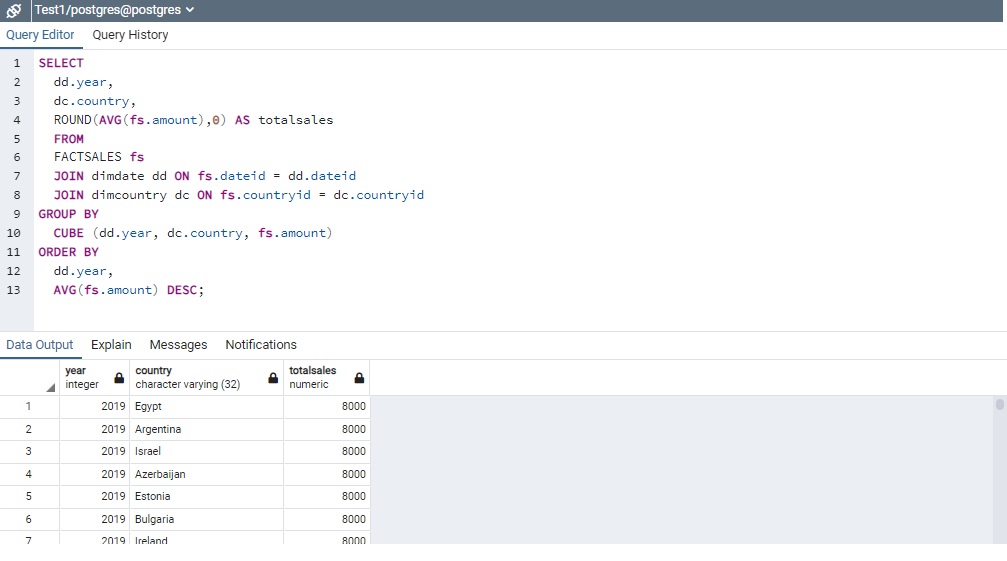 Test1/postgres@postgres
Query Editor Query History
1 SELECT
2 dd.year,
3 dc.country,
4 ROUND(AVG(fs.amount),0) AS totalsales
5 FROM
6 FACTSALES fs
7 JOIN dimdate dd ON fs.dateid = dd.dateid
8 JOIN dimcountry dc ON fs.countryid = dc.countryid
9 GROUP BY
10 CUBE (dd.year, dc.country, fs.amount)
11 ORDER BY
12 dd.year,
13 AVG(fs.amount) DESC;
Data Output Explain Messages Notifications
year country totalsales
integer character varying (32) numeric
1 2019 Egypt 8000
2 2019 Argentina 8000
3 2019 Israel 8000
4 2019 Azerbaijan 8000
5 2019 Estonia 8000
6 2019 Bulgaria 8000
7 2019 Ireland 8000